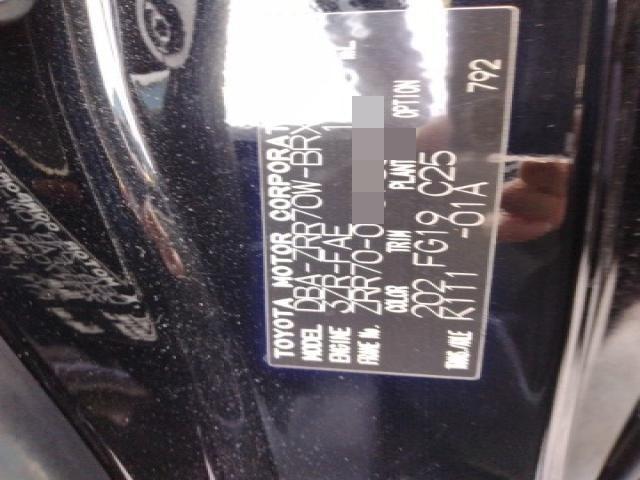 TOYOTA MOTOR CORPORAT
MODEL DBA-ZRR70W-BRX
ENGINE 3ZR-FAE
FRAME No. ZRR70-0
COLOR TRIM PLANT OPTION
202 FG19 C25
TRANS/AXLE K111 -01A
792